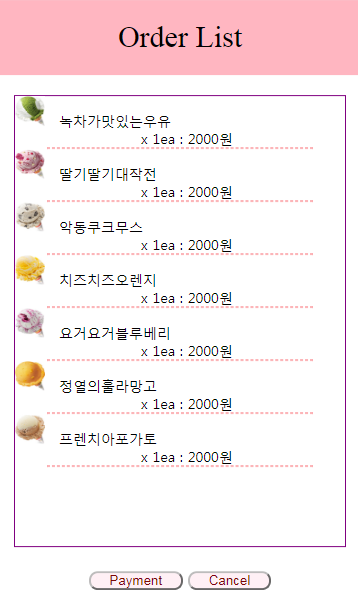 Order List
녹차가맛있는우유
x 1ea : 2000원
딸기딸기대작전
x 1ea : 2000원
악동쿠크무스
x 1ea : 2000원
치즈치즈오렌지
x 1ea : 2000원
요거요거블루베리
x 1ea : 2000원
정열의훌라망고
x 1ea : 2000원
프렌치아포가토
x 1ea : 2000원
Payment Cancel